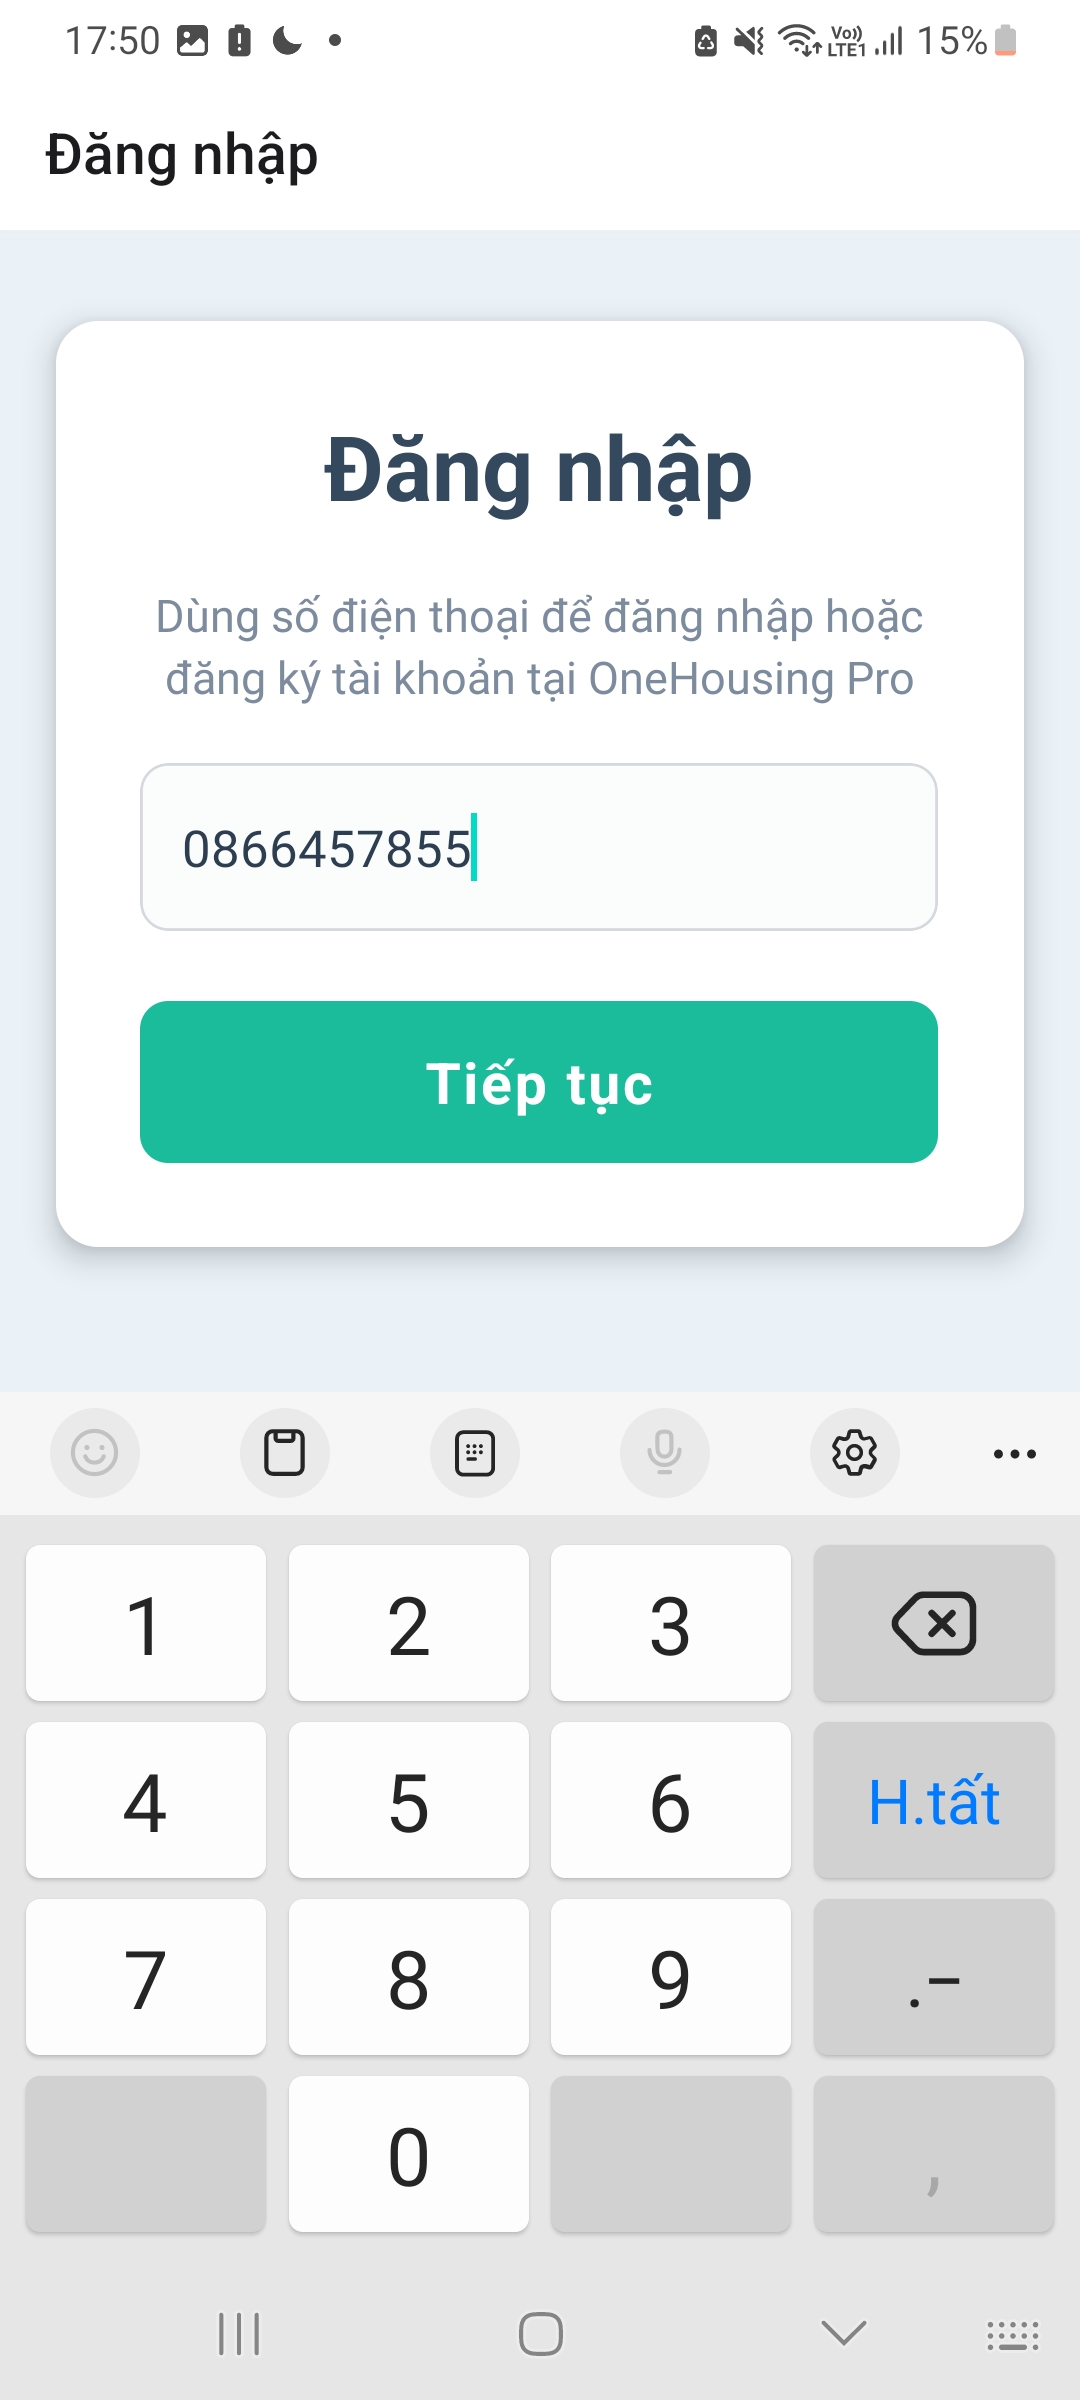 17:50 Vo)) LTE1 15%
Đăng nhập
Đăng nhập
Dùng số điện thoại để đăng nhập hoặc
đăng ký tài khoản tại OneHousing Pro
0866457855
Tiếp tục
1 2 3
4 5 6 H.tất
7 8 9 .-
0 ,